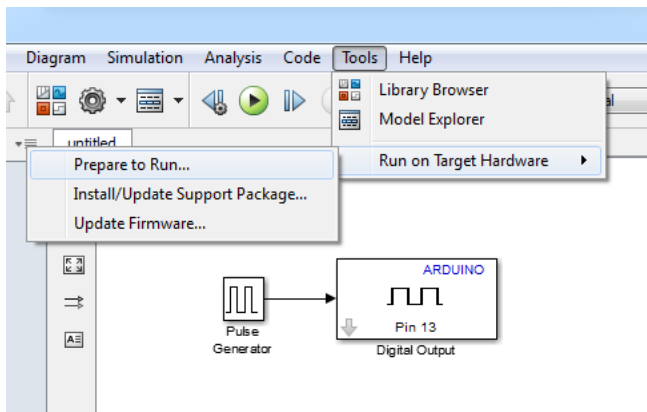 Diagram Simulation Analysis Code Tools Help
Library Browser
Model Explorer
al
untitled
Run on Target Hardware
Prepare to Run...
Install/Update Support Package...
Update Firmware...
ARDUINO
Pin 13
Pulse
Generator
Digital Output